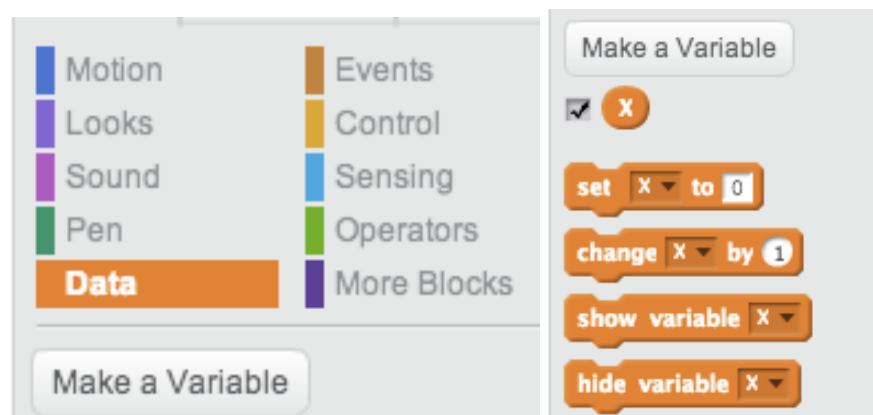 Motion Events
Looks Control
Sound Sensing
Pen Operators
Data More Blocks
Make a Variable
Make a Variable
X
set X to 0
change X by 1
show variable X
hide variable X